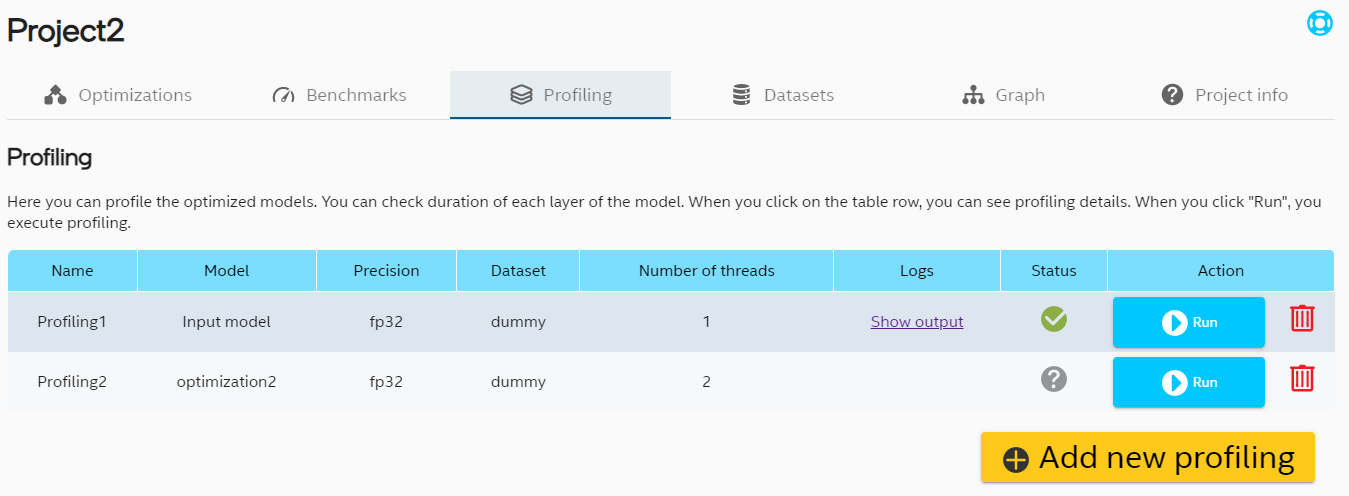 Project2
Optimizations Benchmarks Profiling Datasets Graph Project info
Profiling
Here you can profile the optimized models. You can check duration of each layer of the model. When you click on the table row, you can see profiling details. When you click "Run", you
execute profiling.
Name Model Precision Dataset Number of threads Logs Status Action
Profiling1 Input model fp32 dummy 1 Show output Run
Profiling2 optimization2 fp32 dummy 2 Run
Add new profiling